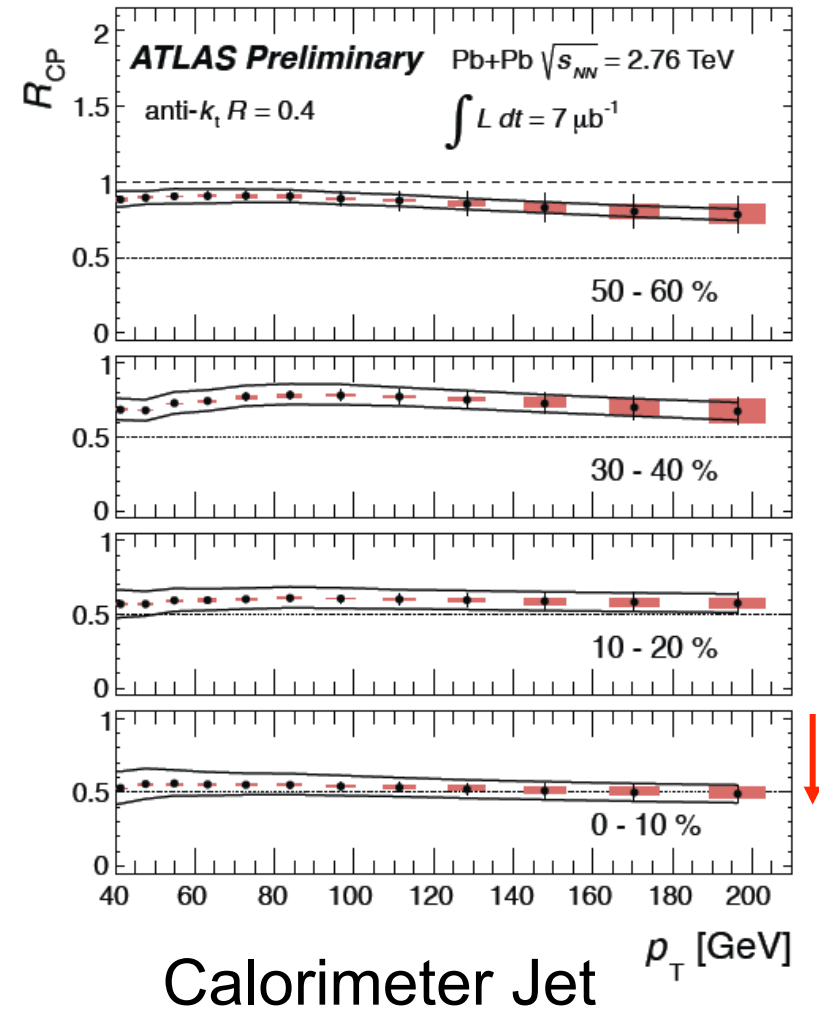 R_CP
2
1.5
1
0.5
0
ATLAS Preliminary Pb+Pb √s_NN = 2.76 TeV
anti-k_t R = 0.4 ∫ L dt = 7 μb⁻¹
50 - 60 %
1
0.5
0
30 - 40 %
1
0.5
0
10 - 20 %
1
0.5
0
0 - 10 %
40 60 80 100 120 140 160 180 200
p_T [GeV]
Calorimeter Jet